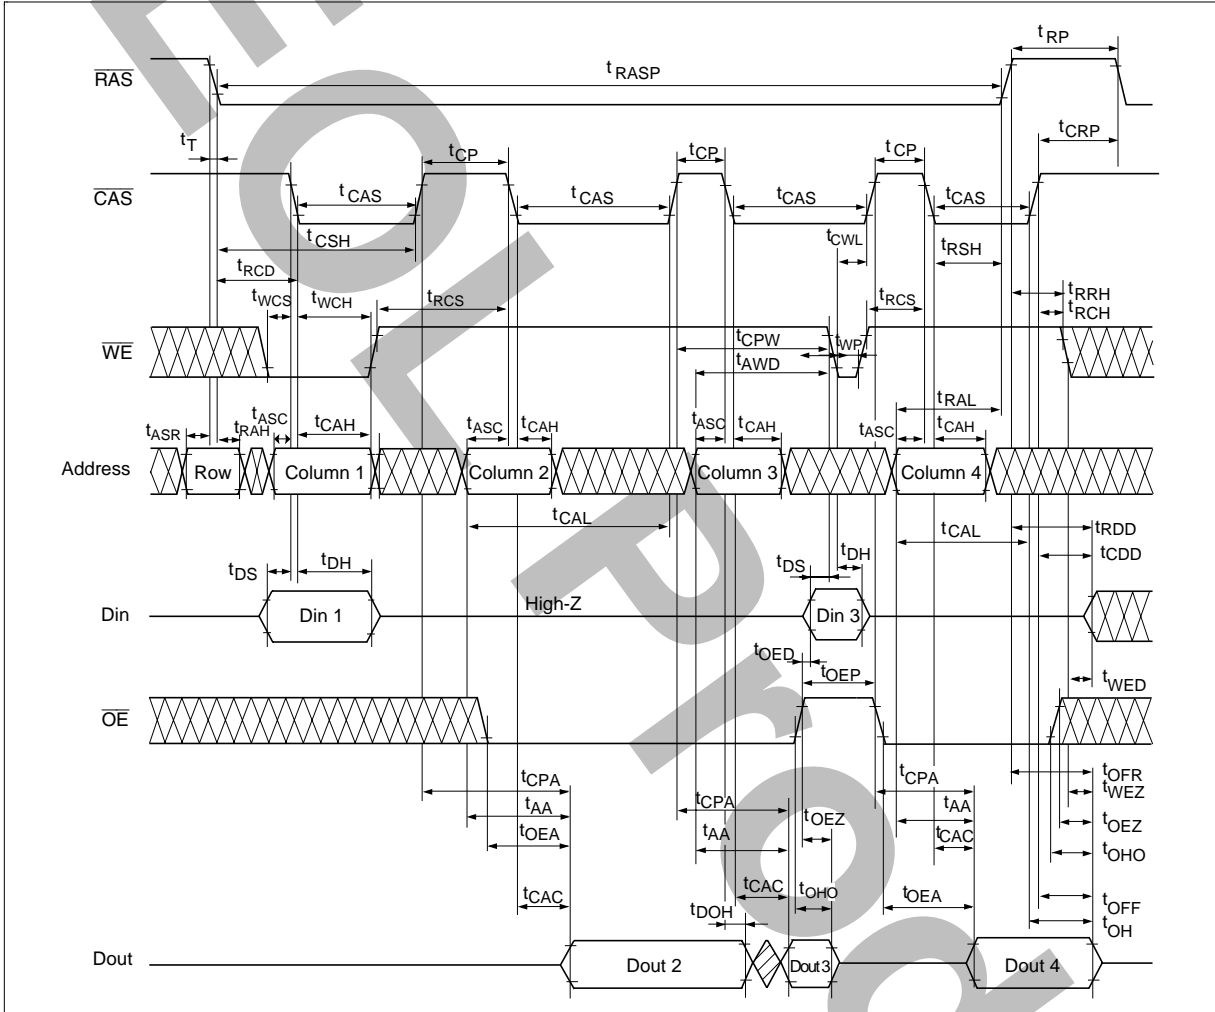 tRP
RAS
tRASP
tT
tCRP
tCP
tCP
tCP
CAS
tCAS
tCAS
tCAS
tCAS
tCSH
tCWL
tRSH
tRCD
tWCS
tWCH
tRCS
tRCS
tRRH
tRCH
WE
tCPW
tWP
tAWD
tRAL
tASC
tASR
tRAH
tCAH
tASC
tCAH
tASC
tCAH
tASC
tCAH
Address
Row
Column 1
Column 2
Column 3
Column 4
tCAL
tCAL
tRDD
tCDD
tDS
tDH
tDS
tDH
Din
Din 1
High-Z
Din 3
tOED
tOEP
tWED
OE
tCPA
tCPA
tCPA
tOFR
tWEZ
tAA
tOEZ
tAA
tOEZ
tOEA
tAA
tCAC
tOHO
tCAC
tCAC
tOHO
tOEA
tDOH
tOFF
tOH
Dout
Dout 2
Dout3
Dout 4
EOL Prod